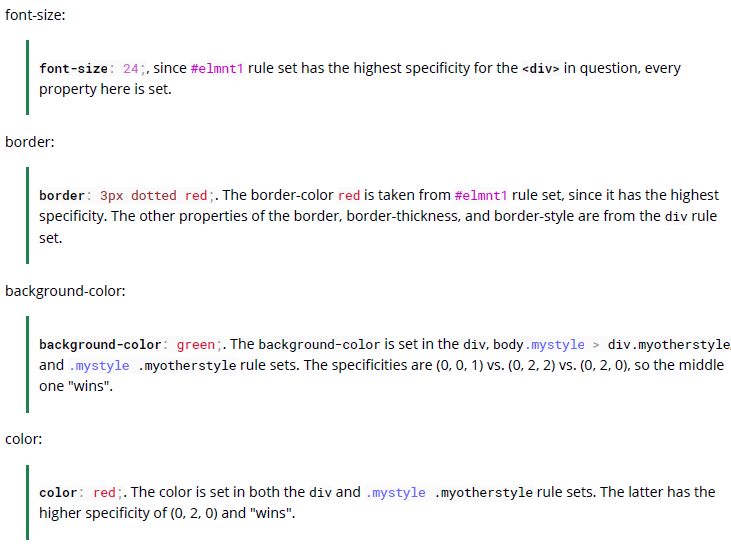 font-size:
font-size: 24;, since #elmnt1 rule set has the highest specificity for the <div> in question, every
property here is set.
border:
border: 3px dotted red;. The border-color red is taken from #elmnt1 rule set, since it has the highest
specificity. The other properties of the border, border-thickness, and border-style are from the div rule
set.
background-color:
background-color: green;. The background-color is set in the div, body.mystyle > div.myotherstyle
and .mystyle .myotherstyle rule sets. The specificities are (0, 0, 1) vs. (0, 2, 2) vs. (0, 2, 0), so the middle
one "wins".
color:
color: red;. The color is set in both the div and .mystyle .myotherstyle rule sets. The latter has the
higher specificity of (0, 2, 0) and "wins".